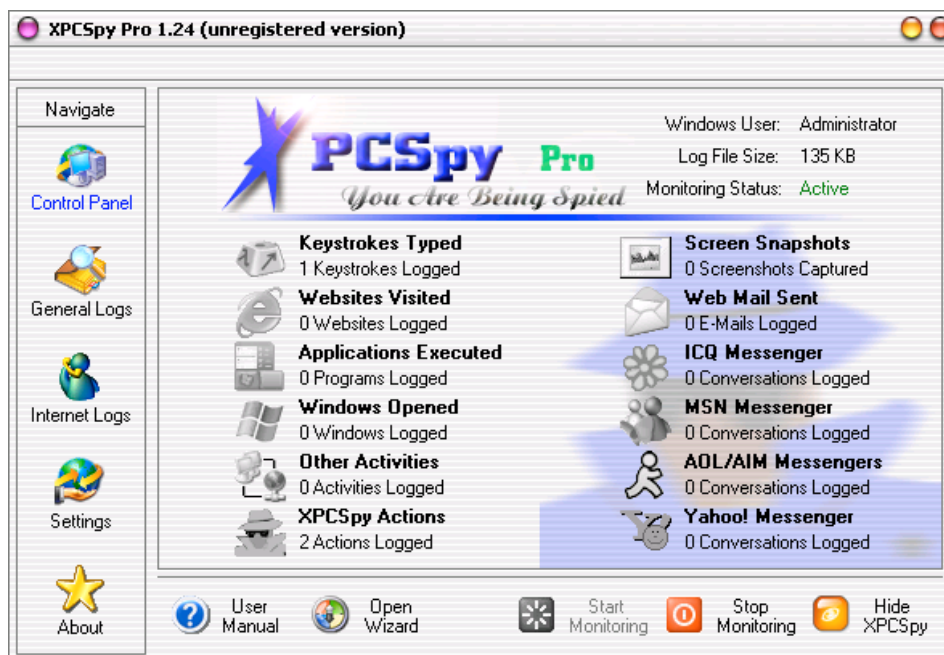 XPCSpy Pro 1.24 (unregistered version)
Navigate
Control Panel
General Logs
Internet Logs
Settings
About
XPCSpy Pro
You Are Being Spied
Windows User: Administrator
Log File Size: 135 KB
Monitoring Status: Active
Keystrokes Typed
1 Keystrokes Logged
Websites Visited
0 Websites Logged
Applications Executed
0 Programs Logged
Windows Opened
0 Windows Logged
Other Activities
0 Activities Logged
XPCSpy Actions
2 Actions Logged
Screen Snapshots
0 Screenshots Captured
Web Mail Sent
0 E-Mails Logged
ICQ Messenger
0 Conversations Logged
MSN Messenger
0 Conversations Logged
AOL/AIM Messengers
0 Conversations Logged
Yahoo! Messenger
0 Conversations Logged
User
Manual
Open
Wizard
Start
Monitoring
Stop
Monitoring
Hide
XPCSpy